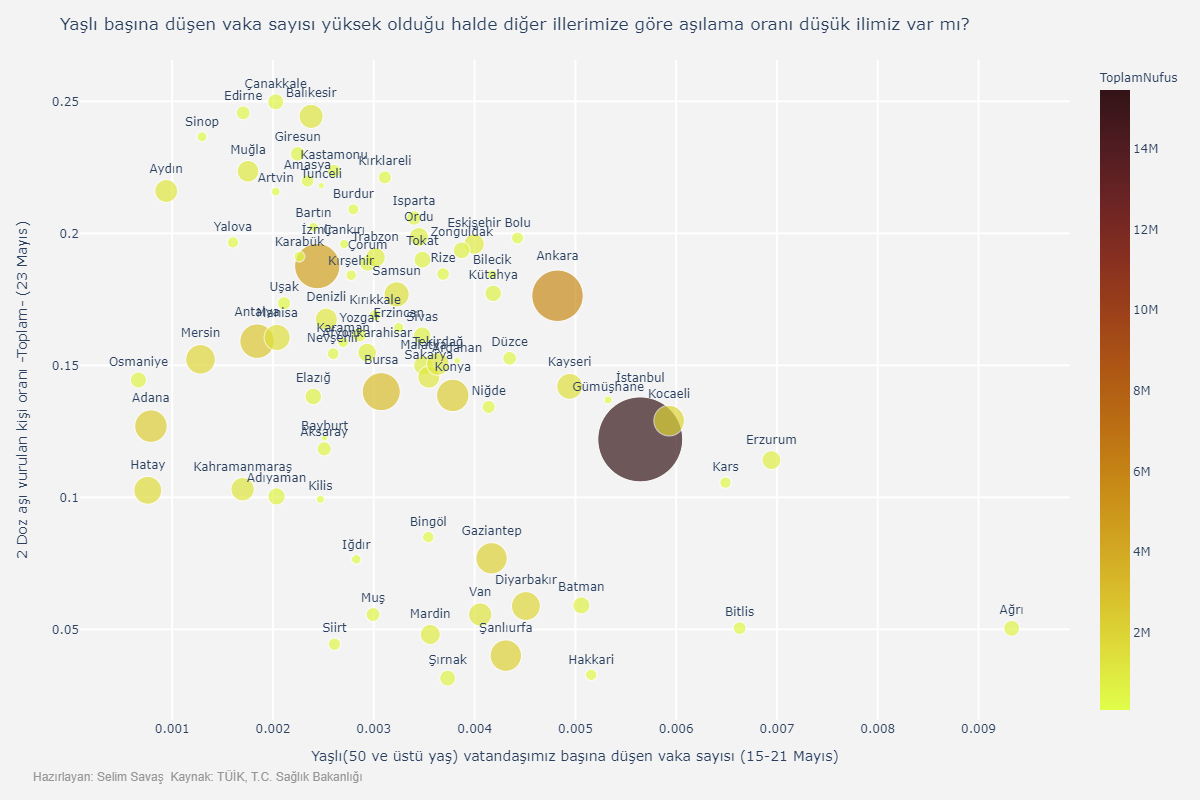 Yaşlı başına düşen vaka sayısı yüksek olduğu halde diğer illerimize göre aşılama oranı düşük ilimiz var mı?
ToplamNufus
14M
12M
10M
8M
6M
4M
2M
2 Doz aşı vurulan kişi oranı -Toplam- (23 Mayıs)
0.25
0.2
0.15
0.1
0.05
Çanakkale
Edirne
Balıkesir
Sinop
Giresun
Muğla
Kastamonu
Kırklareli
Amasya
Aydın
Artvin
Tunceli
Burdur
Isparta
Bartın
Ordu
Yalova
İzmir
Çankırı
Eskişehir
Bolu
Trabzon
Zonguldak
Karabük
Çorum
Tokat
Kırşehir
Rize
Bilecik
Ankara
Samsun
Kütahya
Uşak
Denizli
Kırıkkale
Antalya
Manisa
Yozgat
Erzincan
Sivas
Mersin
Karaman
Afyonkarahisar
Nevşehir
Tekirdağ
Malatya
Ardahan
Düzce
Sakarya
Osmaniye
Bursa
Konya
Kayseri
Elazığ
Niğde
Gümüşhane
İstanbul
Kocaeli
Adana
Bayburt
Aksaray
Erzurum
Hatay
Kahramanmaraş
Adıyaman
Kilis
Kars
Bingöl
Gaziantep
Iğdır
Diyarbakır
Batman
Muş
Van
Mardin
Siirt
Şanlıurfa
Bitlis
Ağrı
Şırnak
Hakkari
0.001
0.002
0.003
0.004
0.005
0.006
0.007
0.008
0.009
Yaşlı(50 ve üstü yaş) vatandaşımız başına düşen vaka sayısı (15-21 Mayıs)
Hazırlayan: Selim Savaş  Kaynak: TÜİK, T.C. Sağlık Bakanlığı